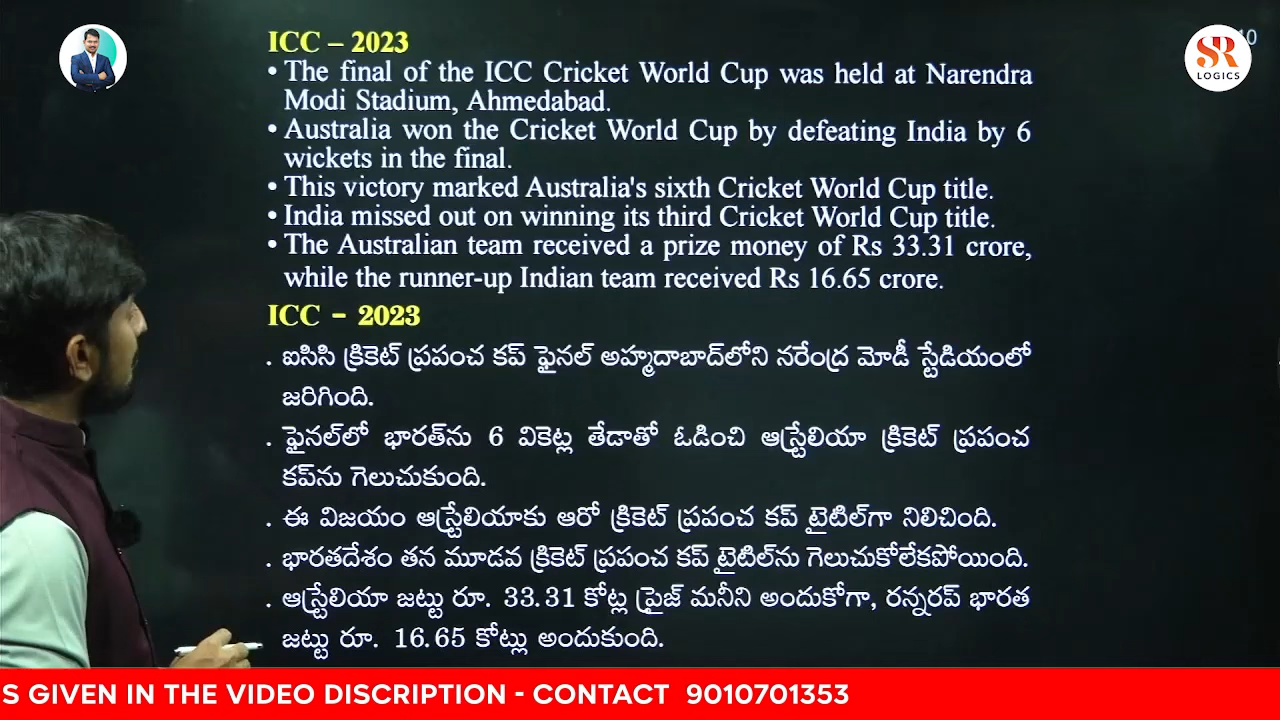 ICC – 2023
10
SR
LOGICS
• The final of the ICC Cricket World Cup was held at Narendra
Modi Stadium, Ahmedabad.
• Australia won the Cricket World Cup by defeating India by 6
wickets in the final.
• This victory marked Australia's sixth Cricket World Cup title.
• India missed out on winning its third Cricket World Cup title.
• The Australian team received a prize money of Rs 33.31 crore,
while the runner-up Indian team received Rs 16.65 crore.
ICC - 2023
. ఐసిసి క్రికెట్ ప్రపంచ కప్ ఫైనల్ అహ్మదాబాద్‌లోని నరేంద్ర మోడీ స్టేడియంలో
జరిగింది.
. ఫైనల్‌లో భారత్‌ను 6 వికెట్ల తేడాతో ఓడించి ఆస్ట్రేలియా క్రికెట్ ప్రపంచ
కప్‌ను గెలుచుకుంది.
. ఈ విజయం ఆస్ట్రేలియాకు ఆరో క్రికెట్ ప్రపంచ కప్ టైటిల్‌గా నిలిచింది.
. భారతదేశం తన మూడవ క్రికెట్ ప్రపంచ కప్ టైటిల్‌ను గెలుచుకోలేకపోయింది.
. ఆస్ట్రేలియా జట్టు రూ. 33.31 కోట్ల ప్రైజ్ మనీని అందుకోగా, రన్నరప్ భారత
జట్టు రూ. 16.65 కోట్లు అందుకుంది.
S GIVEN IN THE VIDEO DISCRIPTION - CONTACT 9010701353